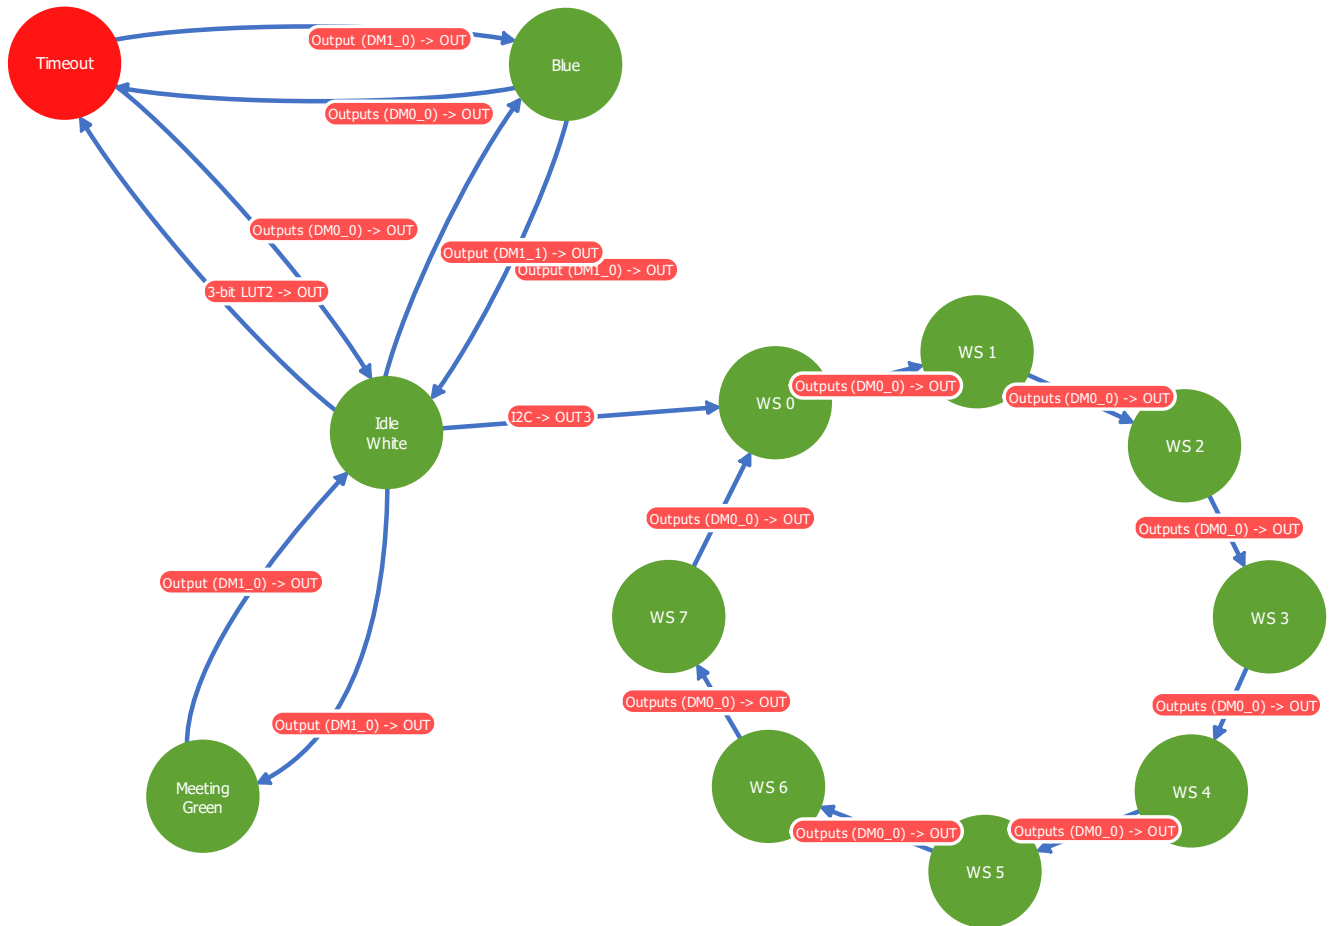 Timeout
Output (DM1_0) -> OUT
Blue
Outputs (DM0_0) -> OUT
Outputs (DM0_0) -> OUT
Output (DM1_1) -> OUT
Output (DM1_0) -> OUT
3-bit LUT2 -> OUT
WS 1
Outputs (DM0_0) -> OUT
WS 0
Outputs (DM0_0) -> OUT
Idle
White
I2C -> OUT3
WS 2
Outputs (DM0_0) -> OUT
Outputs (DM0_0) -> OUT
Output (DM1_0) -> OUT
WS 7
WS 3
Outputs (DM0_0) -> OUT
Outputs (DM0_0) -> OUT
Output (DM1_0) -> OUT
Meeting
Green
WS 6
WS 4
Outputs (DM0_0) -> OUT
Outputs (DM0_0) -> OUT
WS 5